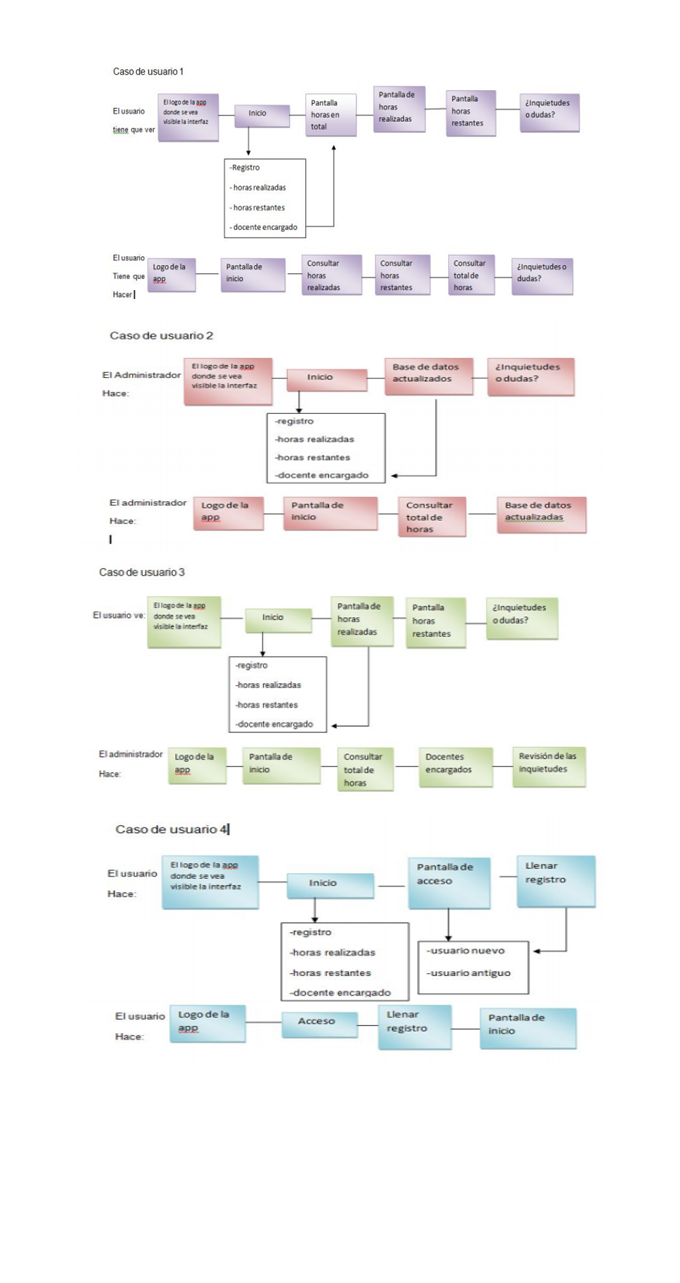 Caso de usuario 1
El usuario
tiene que ver
El logo de la app
donde se vea
visible la interfaz
Inicio
Pantalla
horas en
total
Pantalla de
horas
realizadas
Pantalla
horas
restantes
¿Inquietudes
o dudas?
-Registro
- horas realizadas
- horas restantes
- docente encargado
El usuario
Tiene que
Hacer
Logo de la
app
Pantalla de
inicio
Consultar
horas
realizadas
Consultar
horas
restantes
Consultar
total de
horas
¿Inquietudes o
dudas?
Caso de usuario 2
El Administrador
Hace:
El logo de la app
donde se vea
visible la interfaz
Inicio
Base de datos
actualizados
¿Inquietudes
o dudas?
-registro
-horas realizadas
-horas restantes
-docente encargado
El administrador
Hace:
Logo de la
app
Pantalla de
inicio
Consultar
total de
horas
Base de datos
actualizadas
Caso de usuario 3
El usuario ve:
El logo de la app
donde se vea
visible la interfaz
Inicio
Pantalla de
horas
realizadas
Pantalla
horas
restantes
¿Inquietudes
o dudas?
-registro
-horas realizadas
-horas restantes
-docente encargado
El administrador
Hace:
Logo de la
app
Pantalla de
inicio
Consultar
total de
horas
Docentes
encargados
Revisión de las
inquietudes
Caso de usuario 4
El usuario
Hace:
El logo de la app
donde se vea
visible la interfaz
Inicio
Pantalla de
acceso
Llenar
registro
-registro
-horas realizadas
-horas restantes
-docente encargado
-usuario nuevo
-usuario antiguo
El usuario
Hace:
Logo de la
app
Acceso
Llenar
registro
Pantalla de
inicio